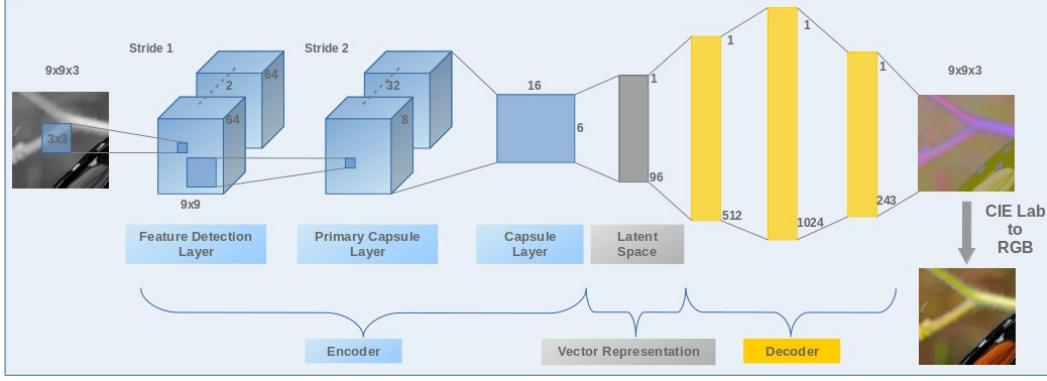 Stride 1
Stride 2
9x9x3
3x3
2
64
64
9x9
32
8
16
6
1
96
1
512
1
1024
1
243
9x9x3
CIE Lab
to
RGB
Feature Detection
Layer
Primary Capsule
Layer
Capsule
Layer
Latent
Space
Encoder
Vector Representation
Decoder